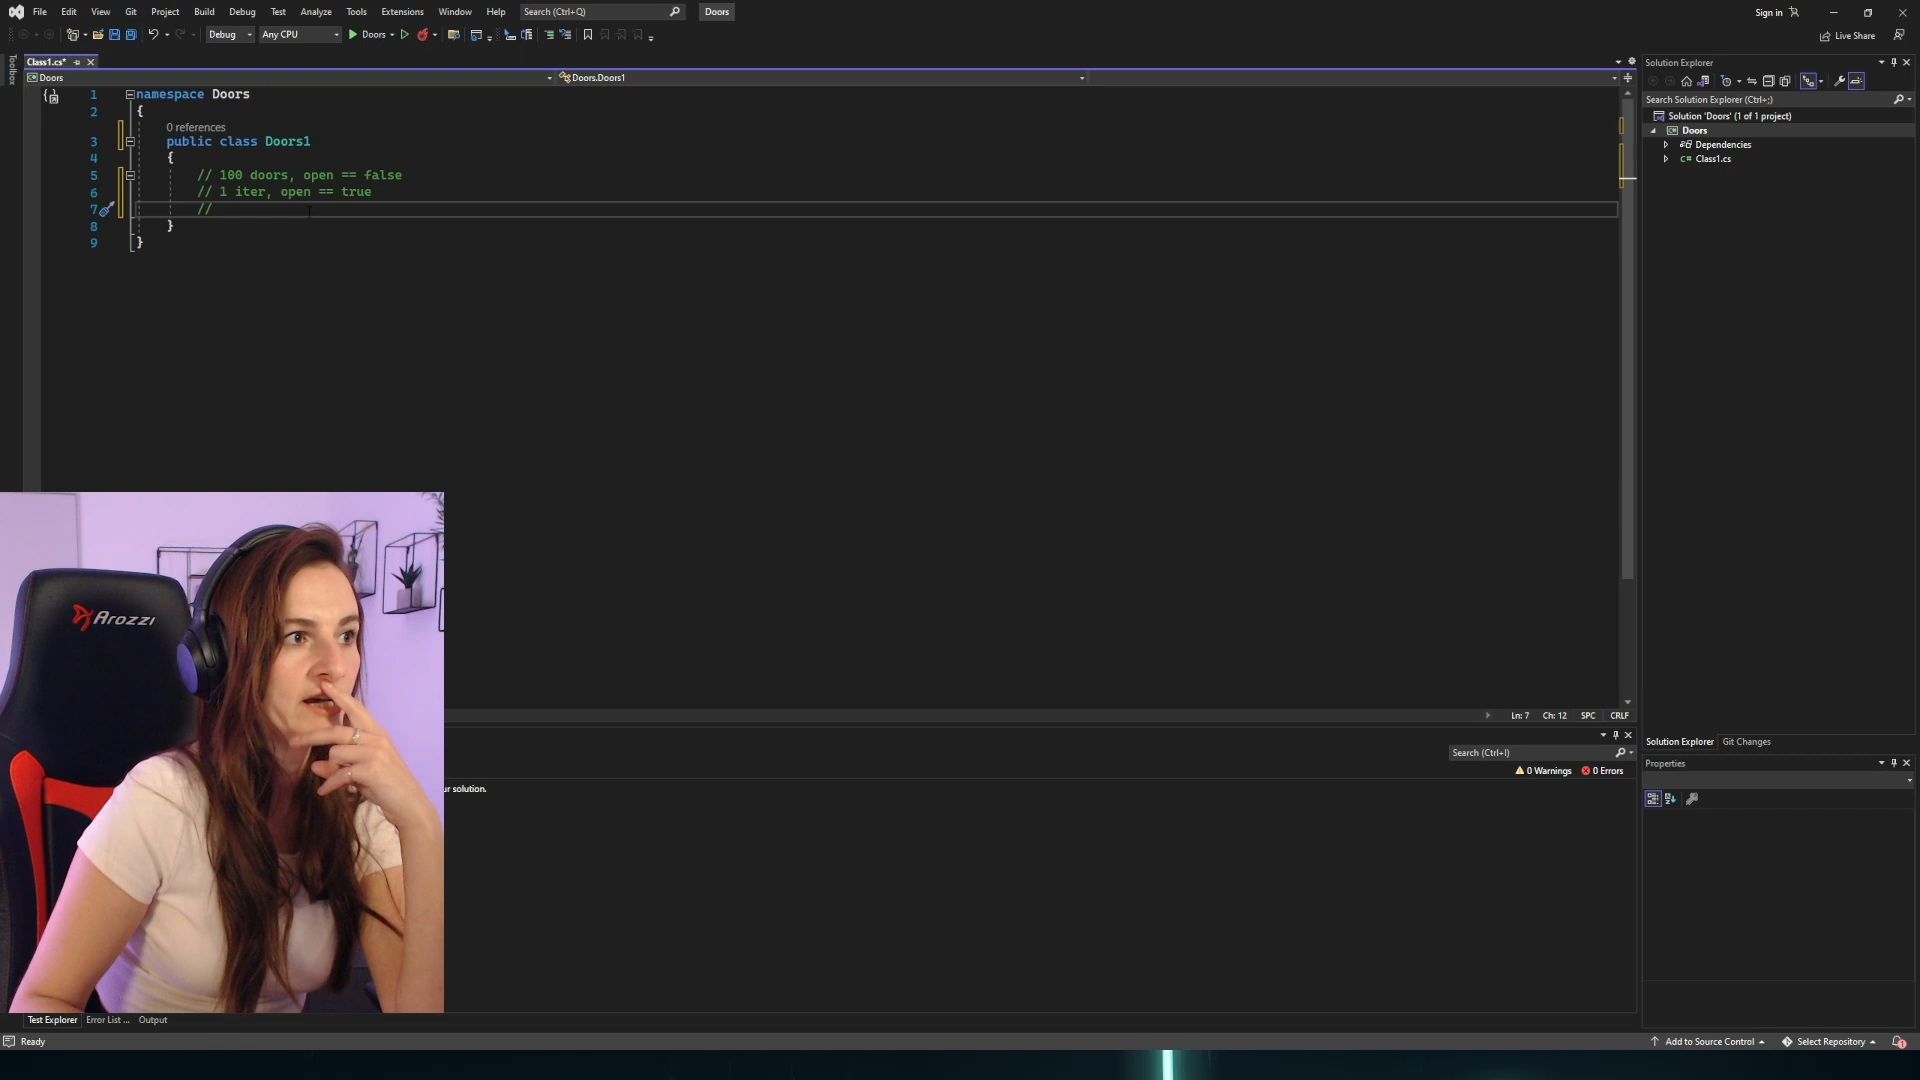 File Edit View Git Project Build Debug Test Analyze Tools Extensions Window Help Search (Ctrl+Q) Doors Sign in
Debug Any CPU Doors Live Share
Toolbox
Class1.cs*
Doors Doors.Doors1
1 namespace Doors
2 {
0 references
3 public class Doors1
4 {
5 // 100 doors, open == false
6 // 1 iter, open == true
7 //
8 }
9 }
Solution Explorer
Search Solution Explorer (Ctrl+;)
Solution 'Doors' (1 of 1 project)
Doors
Dependencies
C# Class1.cs
Arozzi
Ln: 7 Ch: 12 SPC CRLF
Search (Ctrl+I)
0 Warnings 0 Errors
ur solution.
Solution Explorer Git Changes
Properties
Test Explorer Error List ... Output
Ready
Add to Source Control Select Repository 1